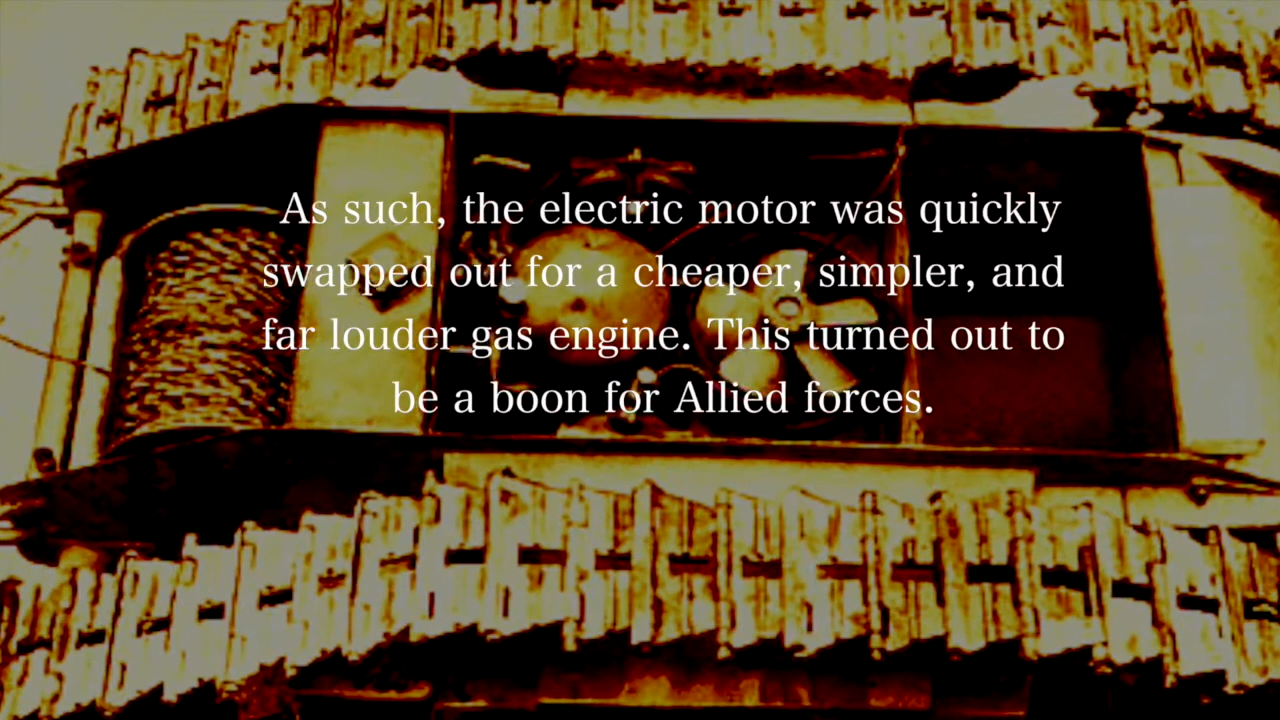 As such, the electric motor was quickly
swapped out for a cheaper, simpler, and
far louder gas engine. This turned out to
be a boon for Allied forces.